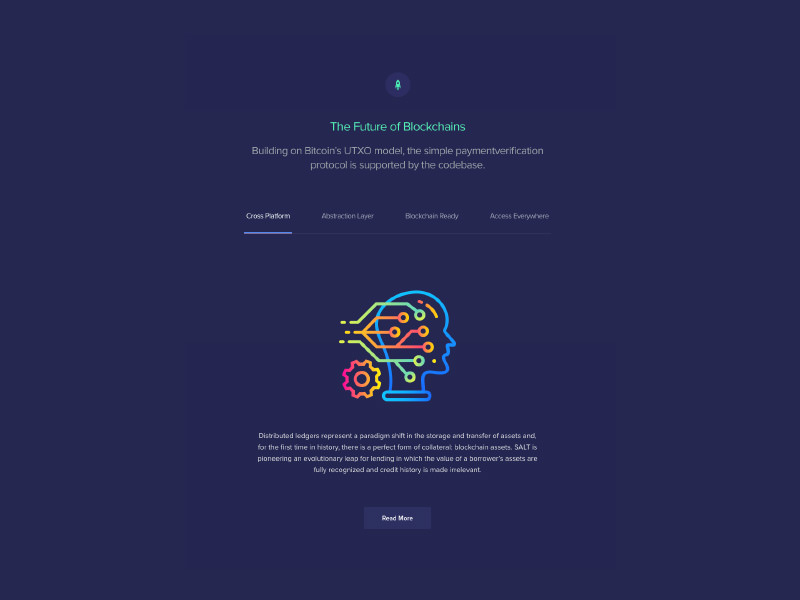 The Future of Blockchains
Building on Bitcoin's UTXO model, the simple paymentverification
protocol is supported by the codebase.
Cross Platform
Abstraction Layer
Blockchain Ready
Access Everywhere
Distributed ledgers represent a paradigm shift in the storage and transfer of assets and,
for the first time in history, there is a perfect form of collateral: blockchain assets. SALT is
pioneering an evolutionary leap for lending in which the value of a borrower's assets are
fully recognized and credit history is made irrelevant.
Read More